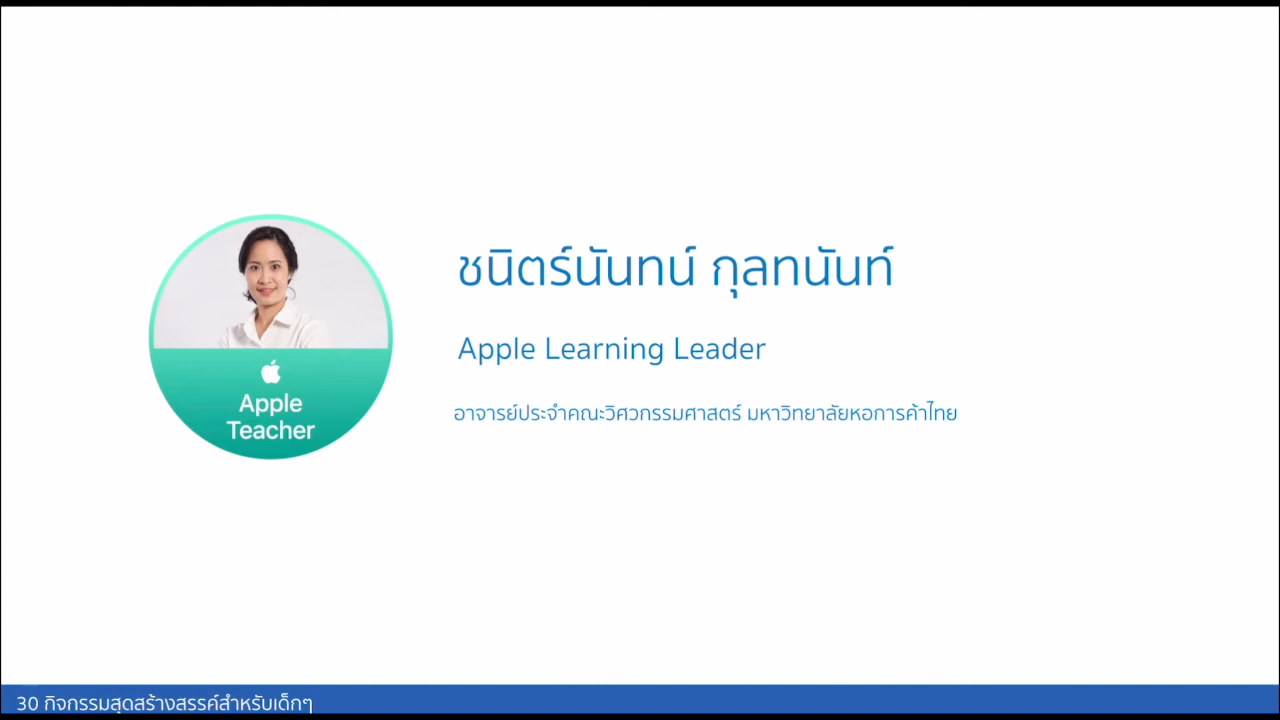 ชนิตร์นันทน์ กุลทนันท์
Apple Learning Leader
อาจารย์ประจำคณะวิศวกรรมศาสตร์ มหาวิทยาลัยหอการค้าไทย
Apple
Teacher
30 กิจกรรมสุดสร้างสรรค์สำหรับเด็กๆ